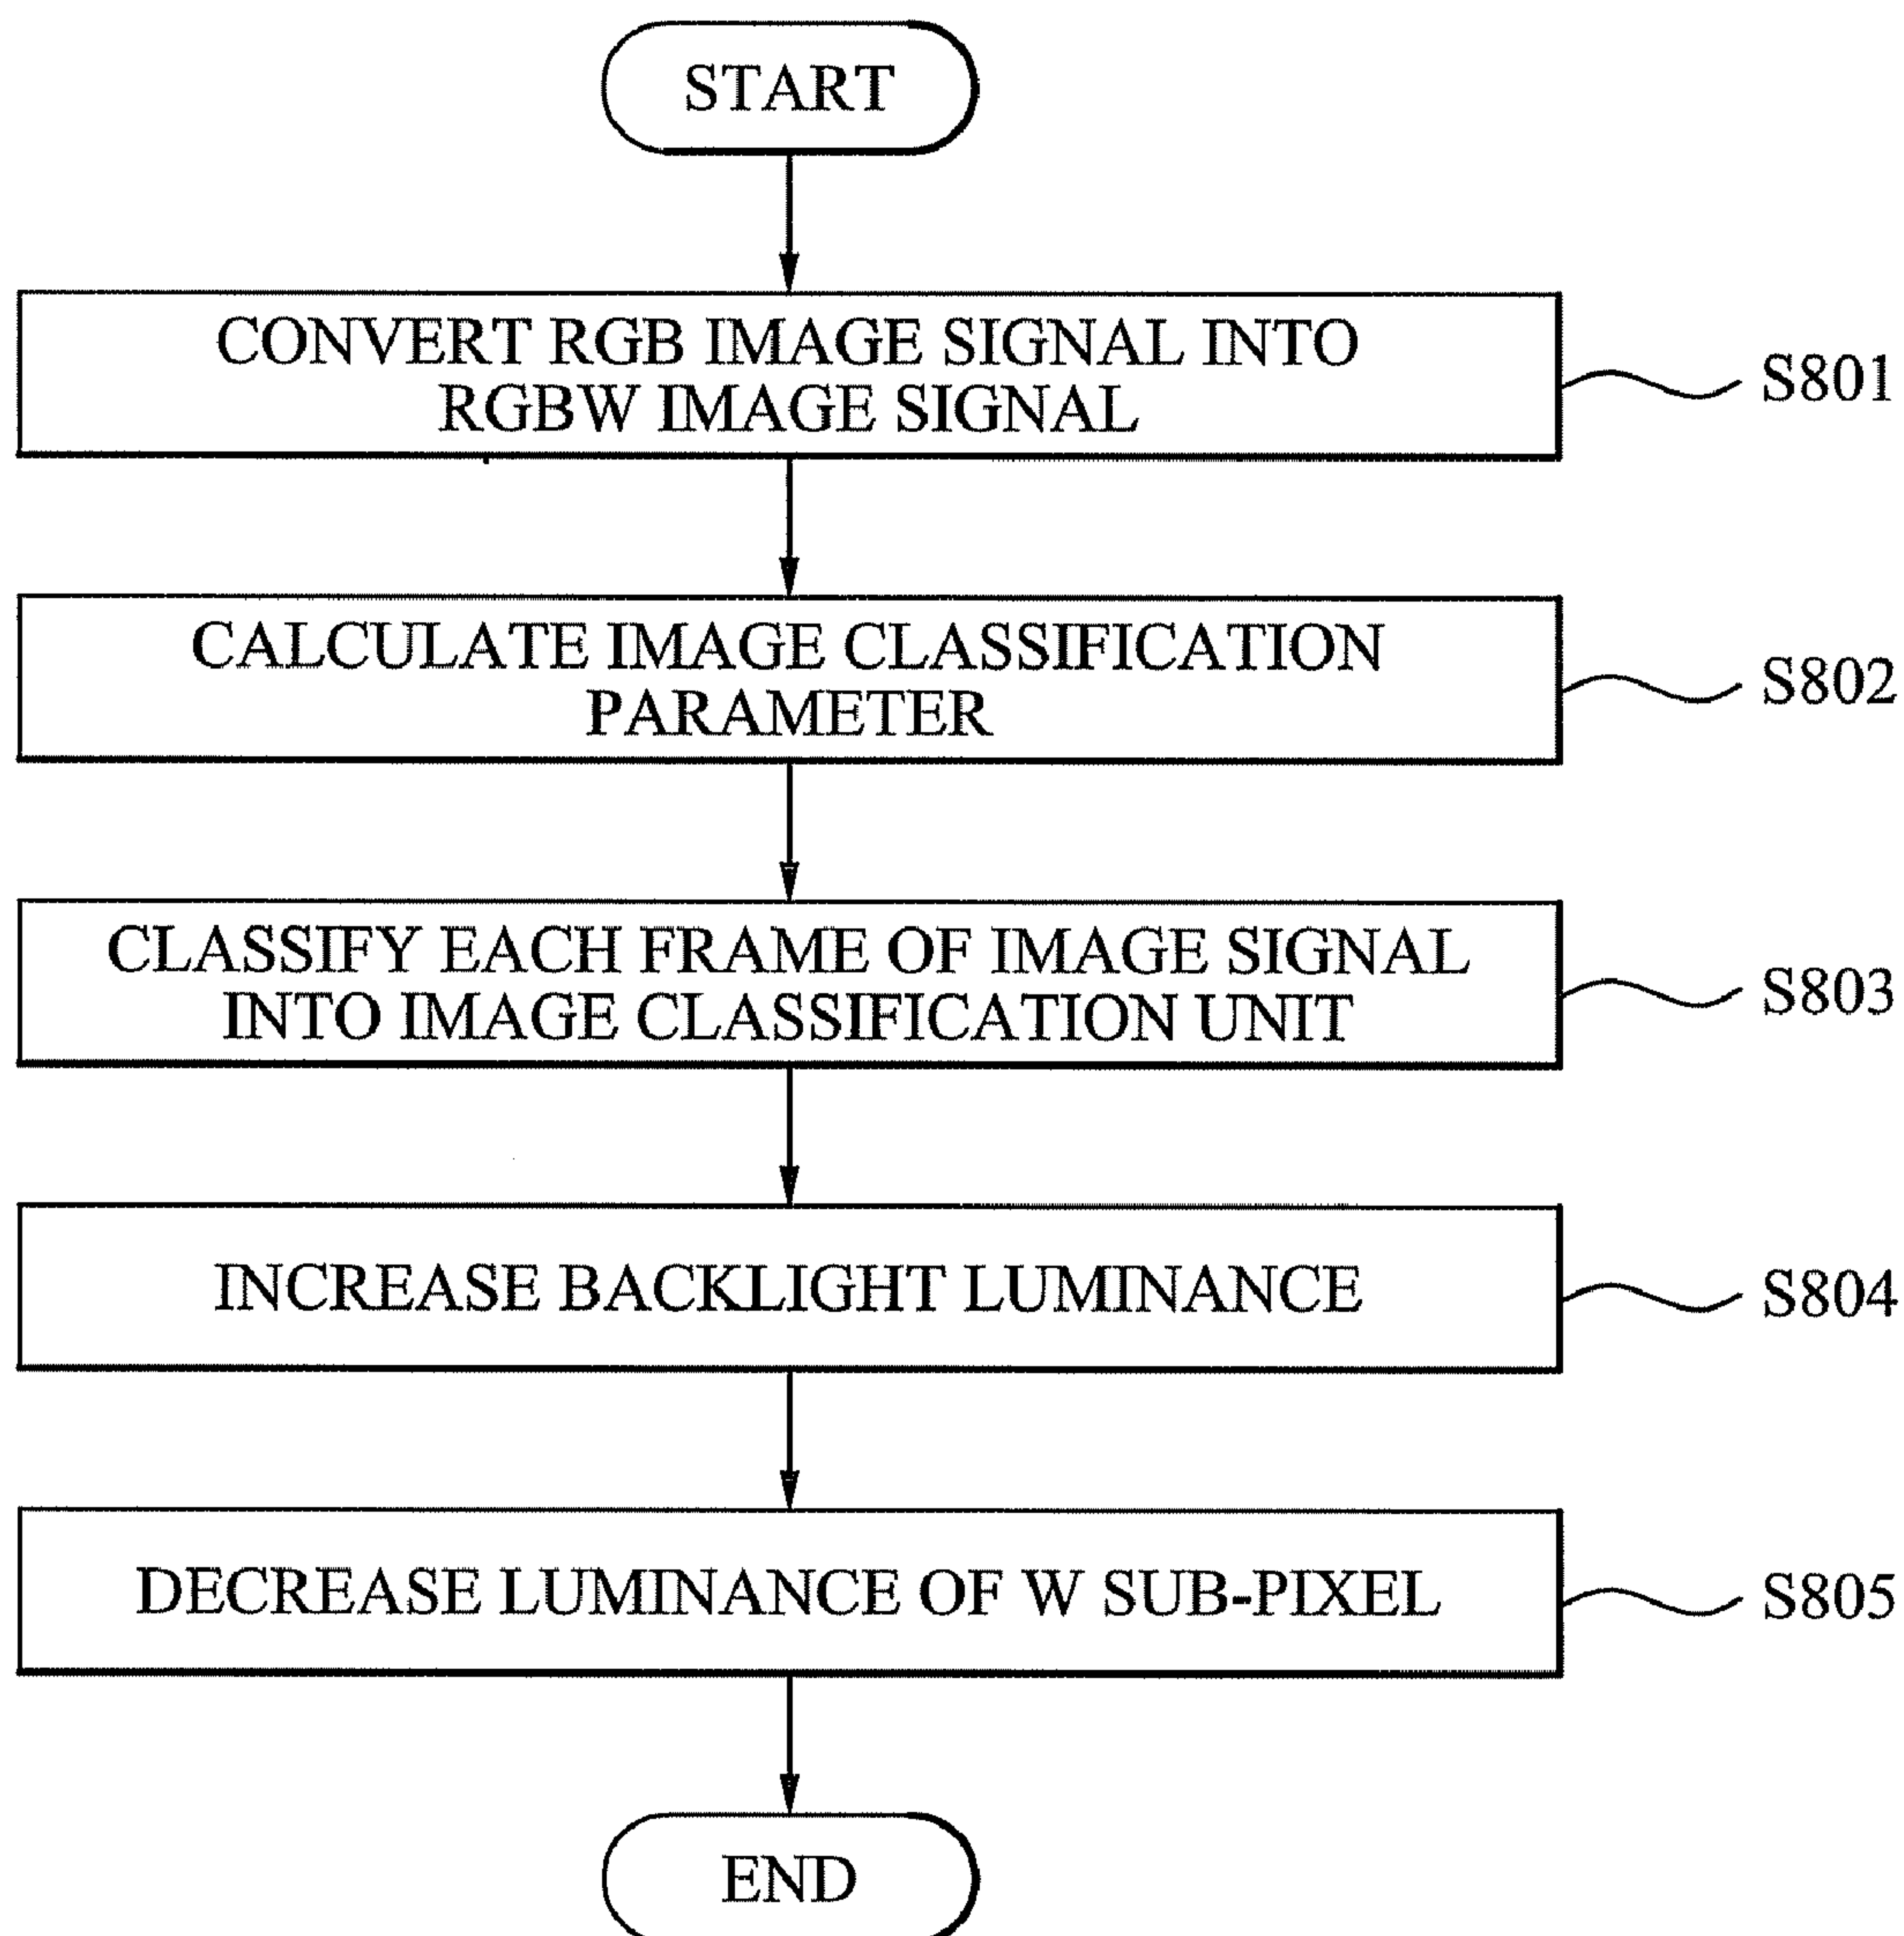 START
CONVERT RGB IMAGE SIGNAL INTO
RGBW IMAGE SIGNAL
S801
CALCULATE IMAGE CLASSIFICATION
PARAMETER
S802
CLASSIFY EACH FRAME OF IMAGE SIGNAL
INTO IMAGE CLASSIFICATION UNIT
S803
INCREASE BACKLIGHT LUMINANCE
S804
DECREASE LUMINANCE OF W SUB-PIXEL
S805
END